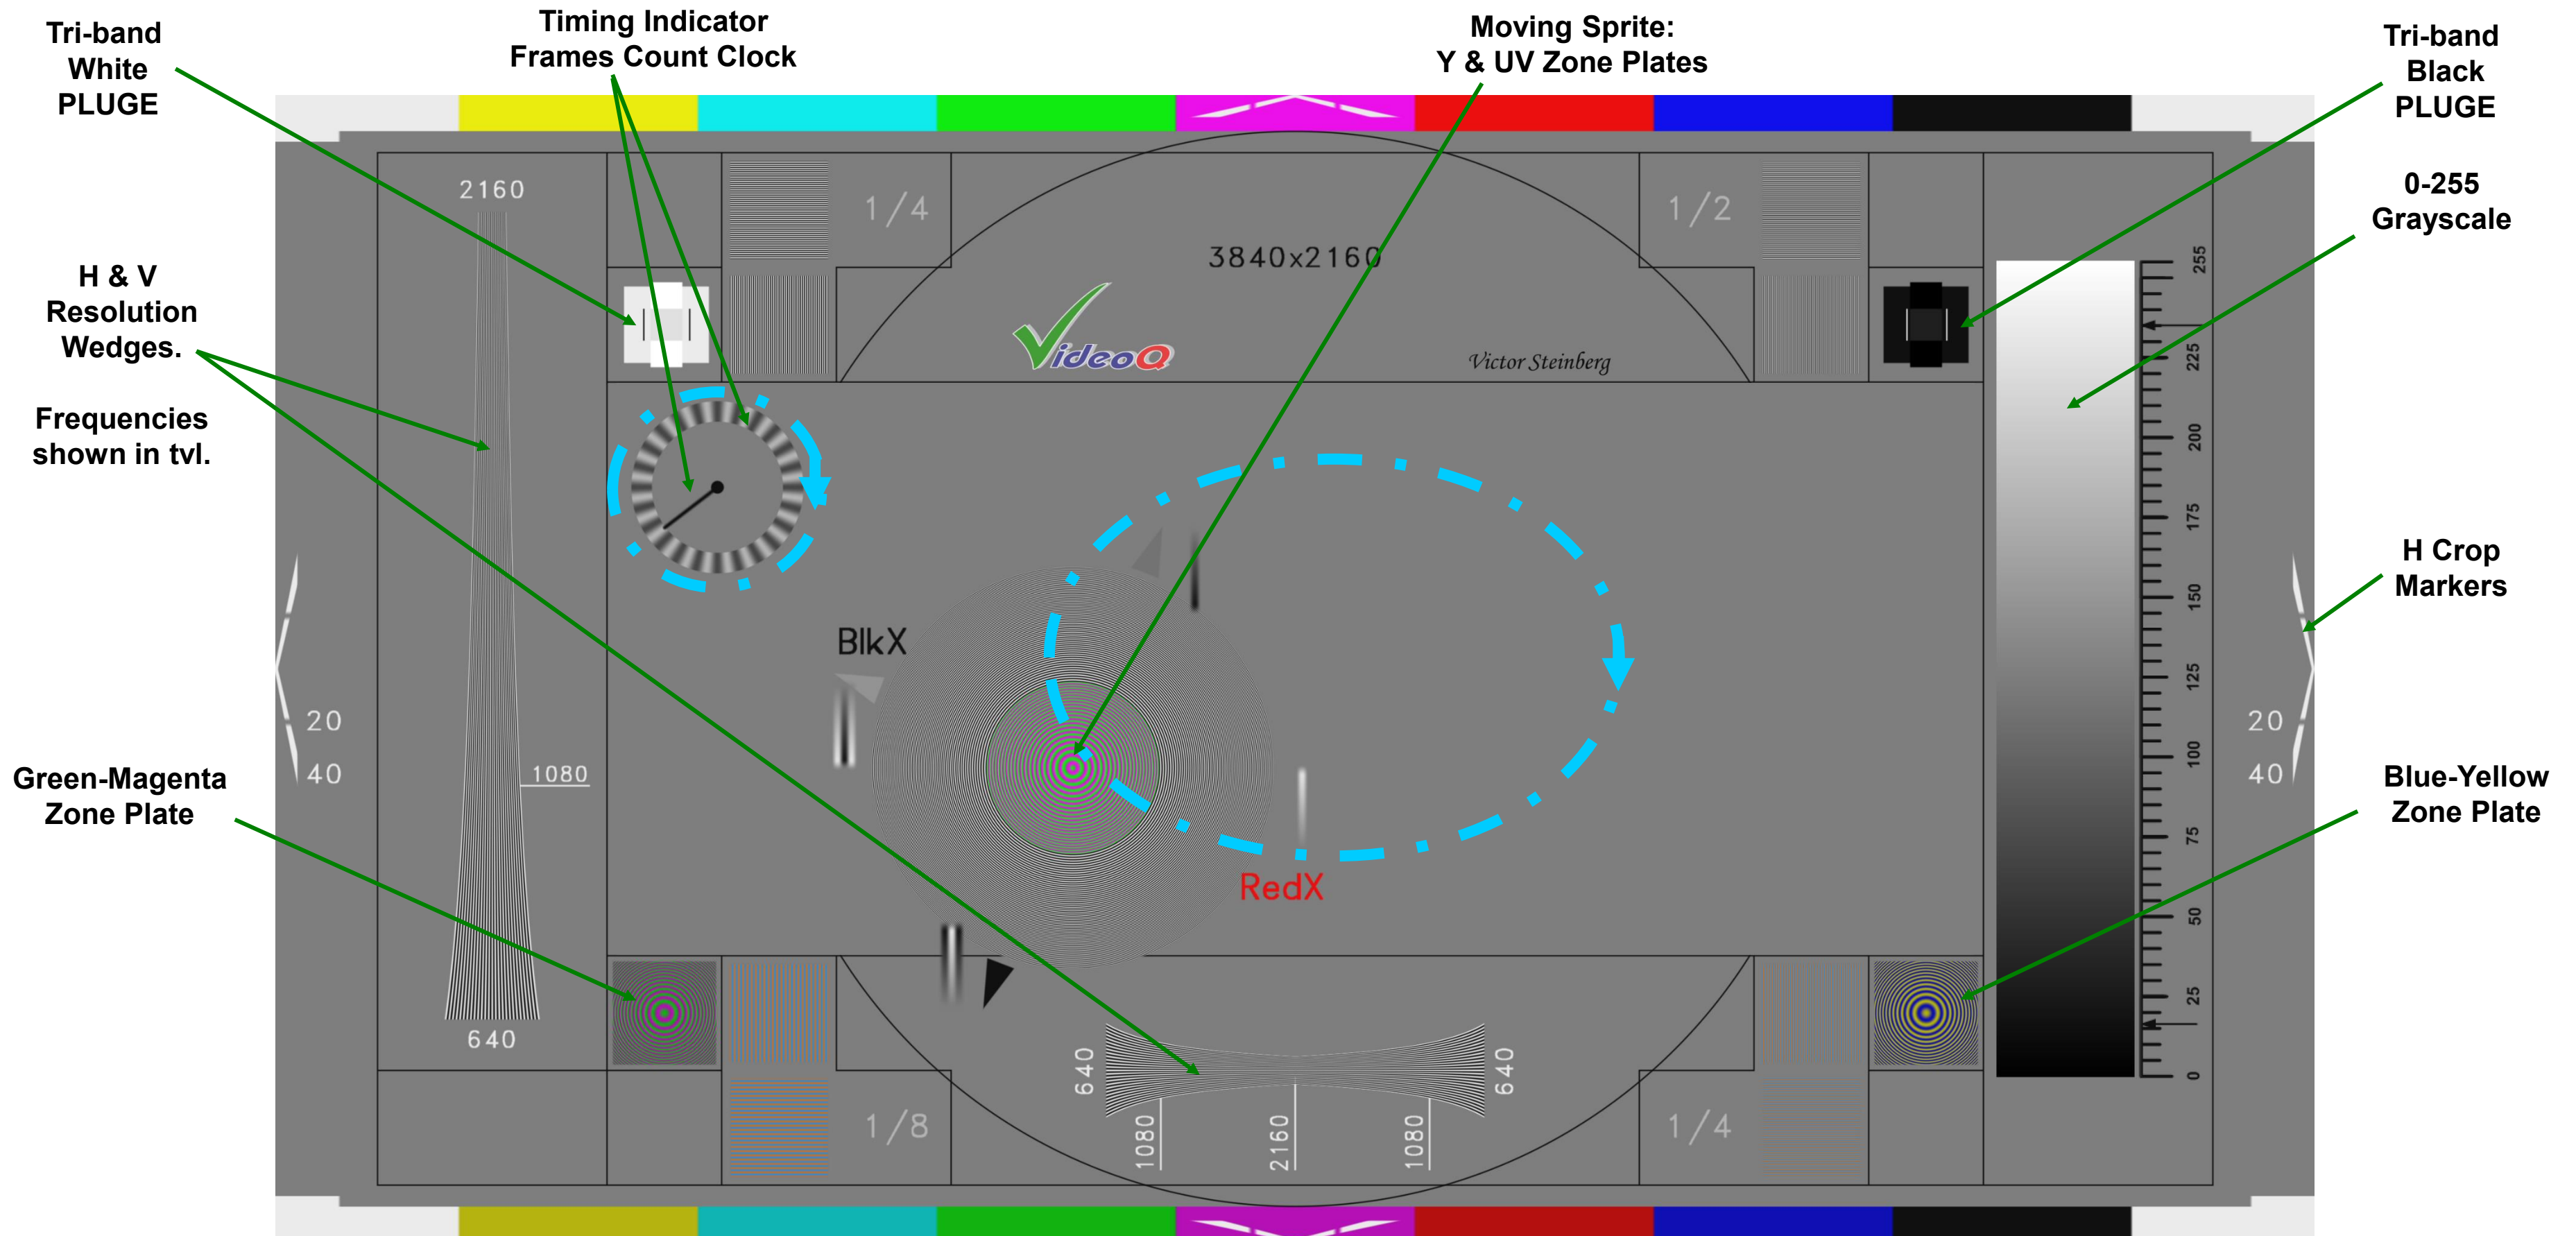 Tri-band
White
PLUGE
Timing Indicator
Frames Count Clock
Moving Sprite:
Y & UV Zone Plates
Tri-band
Black
PLUGE
0-255
Grayscale
H & V
Resolution
Wedges.
Frequencies
shown in tvl.
H Crop
Markers
Green-Magenta
Zone Plate
Blue-Yellow
Zone Plate
2160
1080
640
20
40
1/4
1/2
3840x2160
VideoQ
Victor Steinberg
BlkX
RedX
1/8
1/4
640
640
1080
2160
1080
255
225
200
175
150
125
100
75
50
25
0
20
40